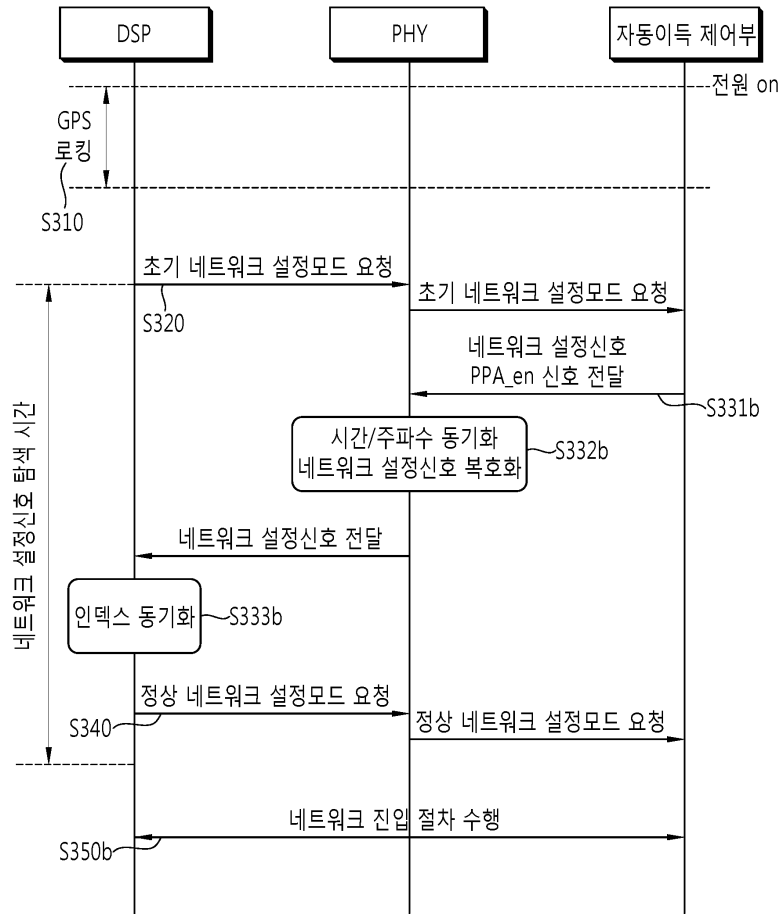 DSP
PHY
자동이득 제어부
전원 on
GPS
로킹
S310
초기 네트워크 설정모드 요청
S320
초기 네트워크 설정모드 요청
네트워크 설정신호
PPA_en 신호 전달
S331b
시간/주파수 동기화
네트워크 설정신호 복호화
S332b
네트워크 설정신호 탐색 시간
네트워크 설정신호 전달
인덱스 동기화
S333b
정상 네트워크 설정모드 요청
S340
정상 네트워크 설정모드 요청
네트워크 진입 절차 수행
S350b